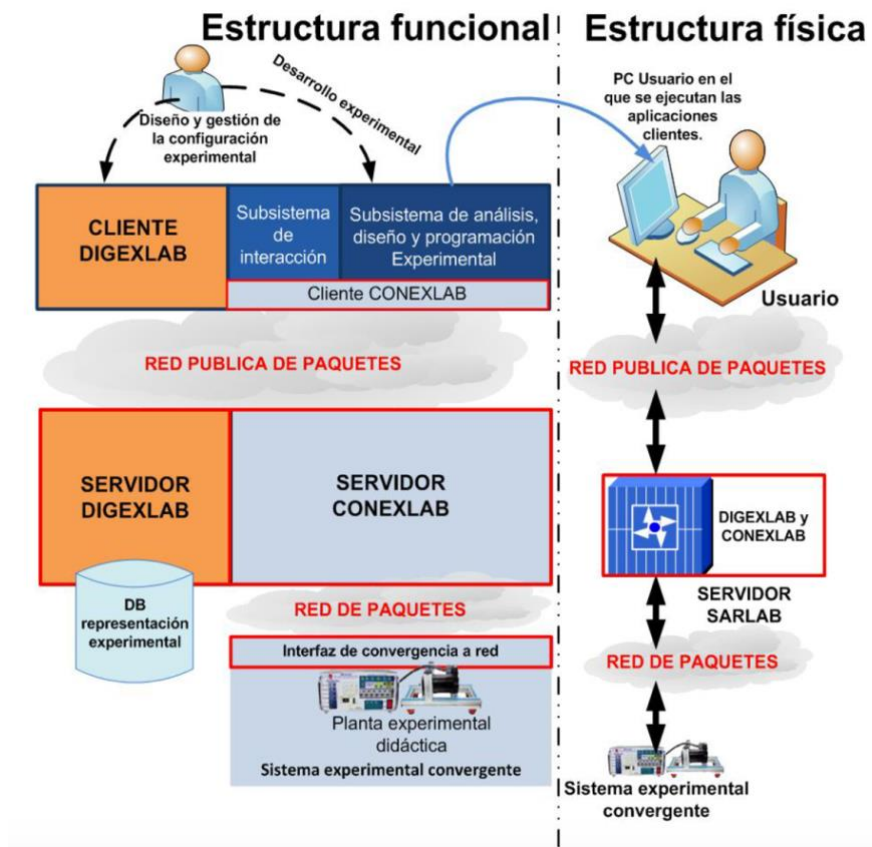 Estructura funcional
Diseño y gestión de
la configuración
experimental
Desarrollo experimental
CLIENTE
DIGEXLAB
Subsistema
de
interacción
Subsistema de análisis,
diseño y programación
Experimental
Cliente CONEXLAB
RED PUBLICA DE PAQUETES
SERVIDOR
DIGEXLAB
SERVIDOR
CONEXLAB
DB
representación
experimental
RED DE PAQUETES
Interfaz de convergencia a red
Planta experimental
didáctica
Sistema experimental convergente
Estructura física
PC Usuario en el
que se ejecutan las
aplicaciones
clientes.
Usuario
RED PUBLICA DE PAQUETES
DIGEXLAB y
CONEXLAB
SERVIDOR
SARLAB
RED DE PAQUETES
Sistema experimental
convergente